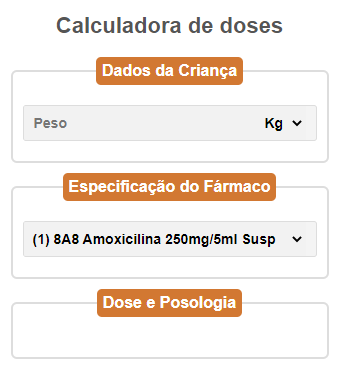 Calculadora de doses
Dados da Criança
Peso Kg
Especificação do Fármaco
(1) 8A8 Amoxicilina 250mg/5ml Susp
Dose e Posologia